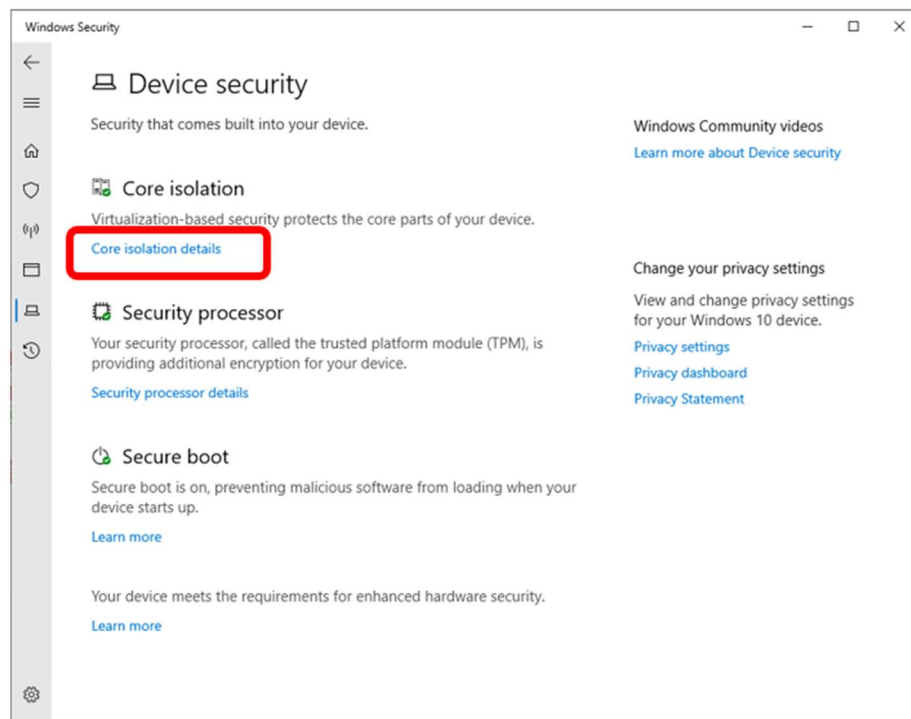 Windows Security
Device security
Security that comes built into your device.
Core isolation
Virtualization-based security protects the core parts of your device.
Core isolation details
Security processor
Your security processor, called the trusted platform module (TPM), is
providing additional encryption for your device.
Security processor details
Secure boot
Secure boot is on, preventing malicious software from loading when your
device starts up.
Learn more
Your device meets the requirements for enhanced hardware security.
Learn more
Windows Community videos
Learn more about Device security
Change your privacy settings
View and change privacy settings
for your Windows 10 device.
Privacy settings
Privacy dashboard
Privacy Statement